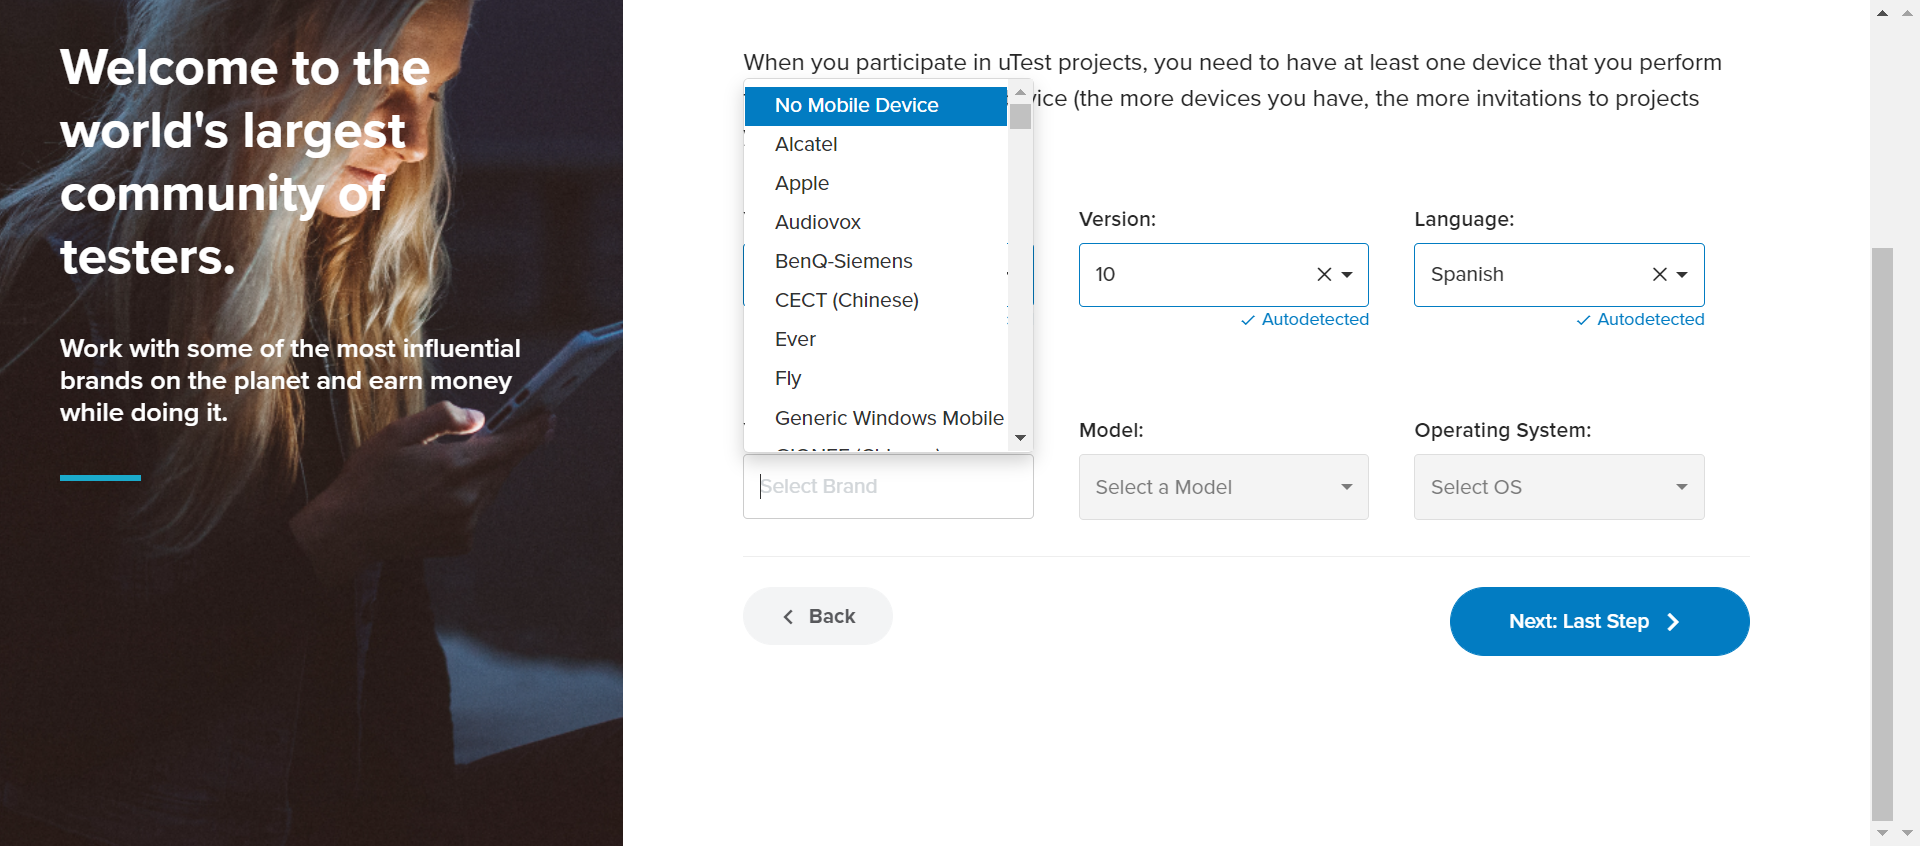 Welcome to the
world's largest
community of
testers.
Work with some of the most influential
brands on the planet and earn money
while doing it.
When you participate in uTest projects, you need to have at least one device that you perform
(the more devices you have, the more invitations to projects
No Mobile Device
Alcatel
Apple
Audiovox
BenQ-Siemens
CECT (Chinese)
Ever
Fly
Generic Windows Mobile
Version:
10
Autodetected
Language:
Spanish
Autodetected
Select Brand
Model:
Select a Model
Operating System:
Select OS
Back
Next: Last Step